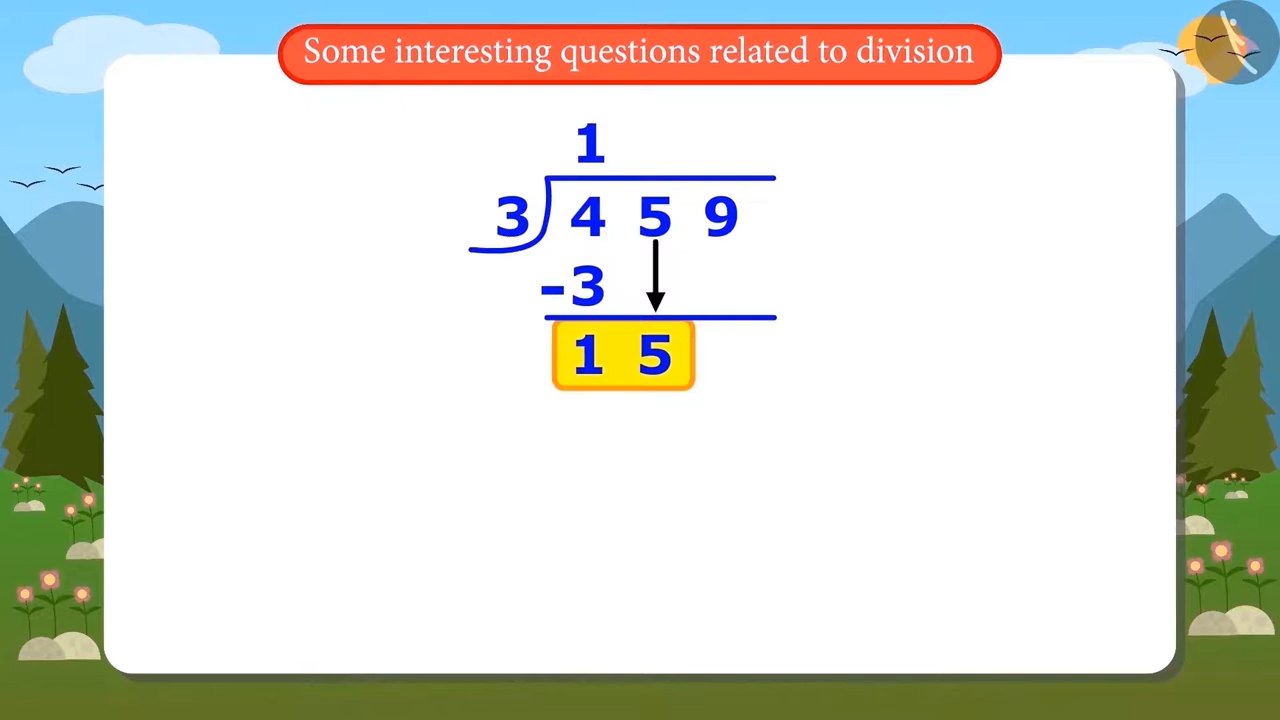 Some interesting questions related to division
1
3 4 5 9
-3
1 5